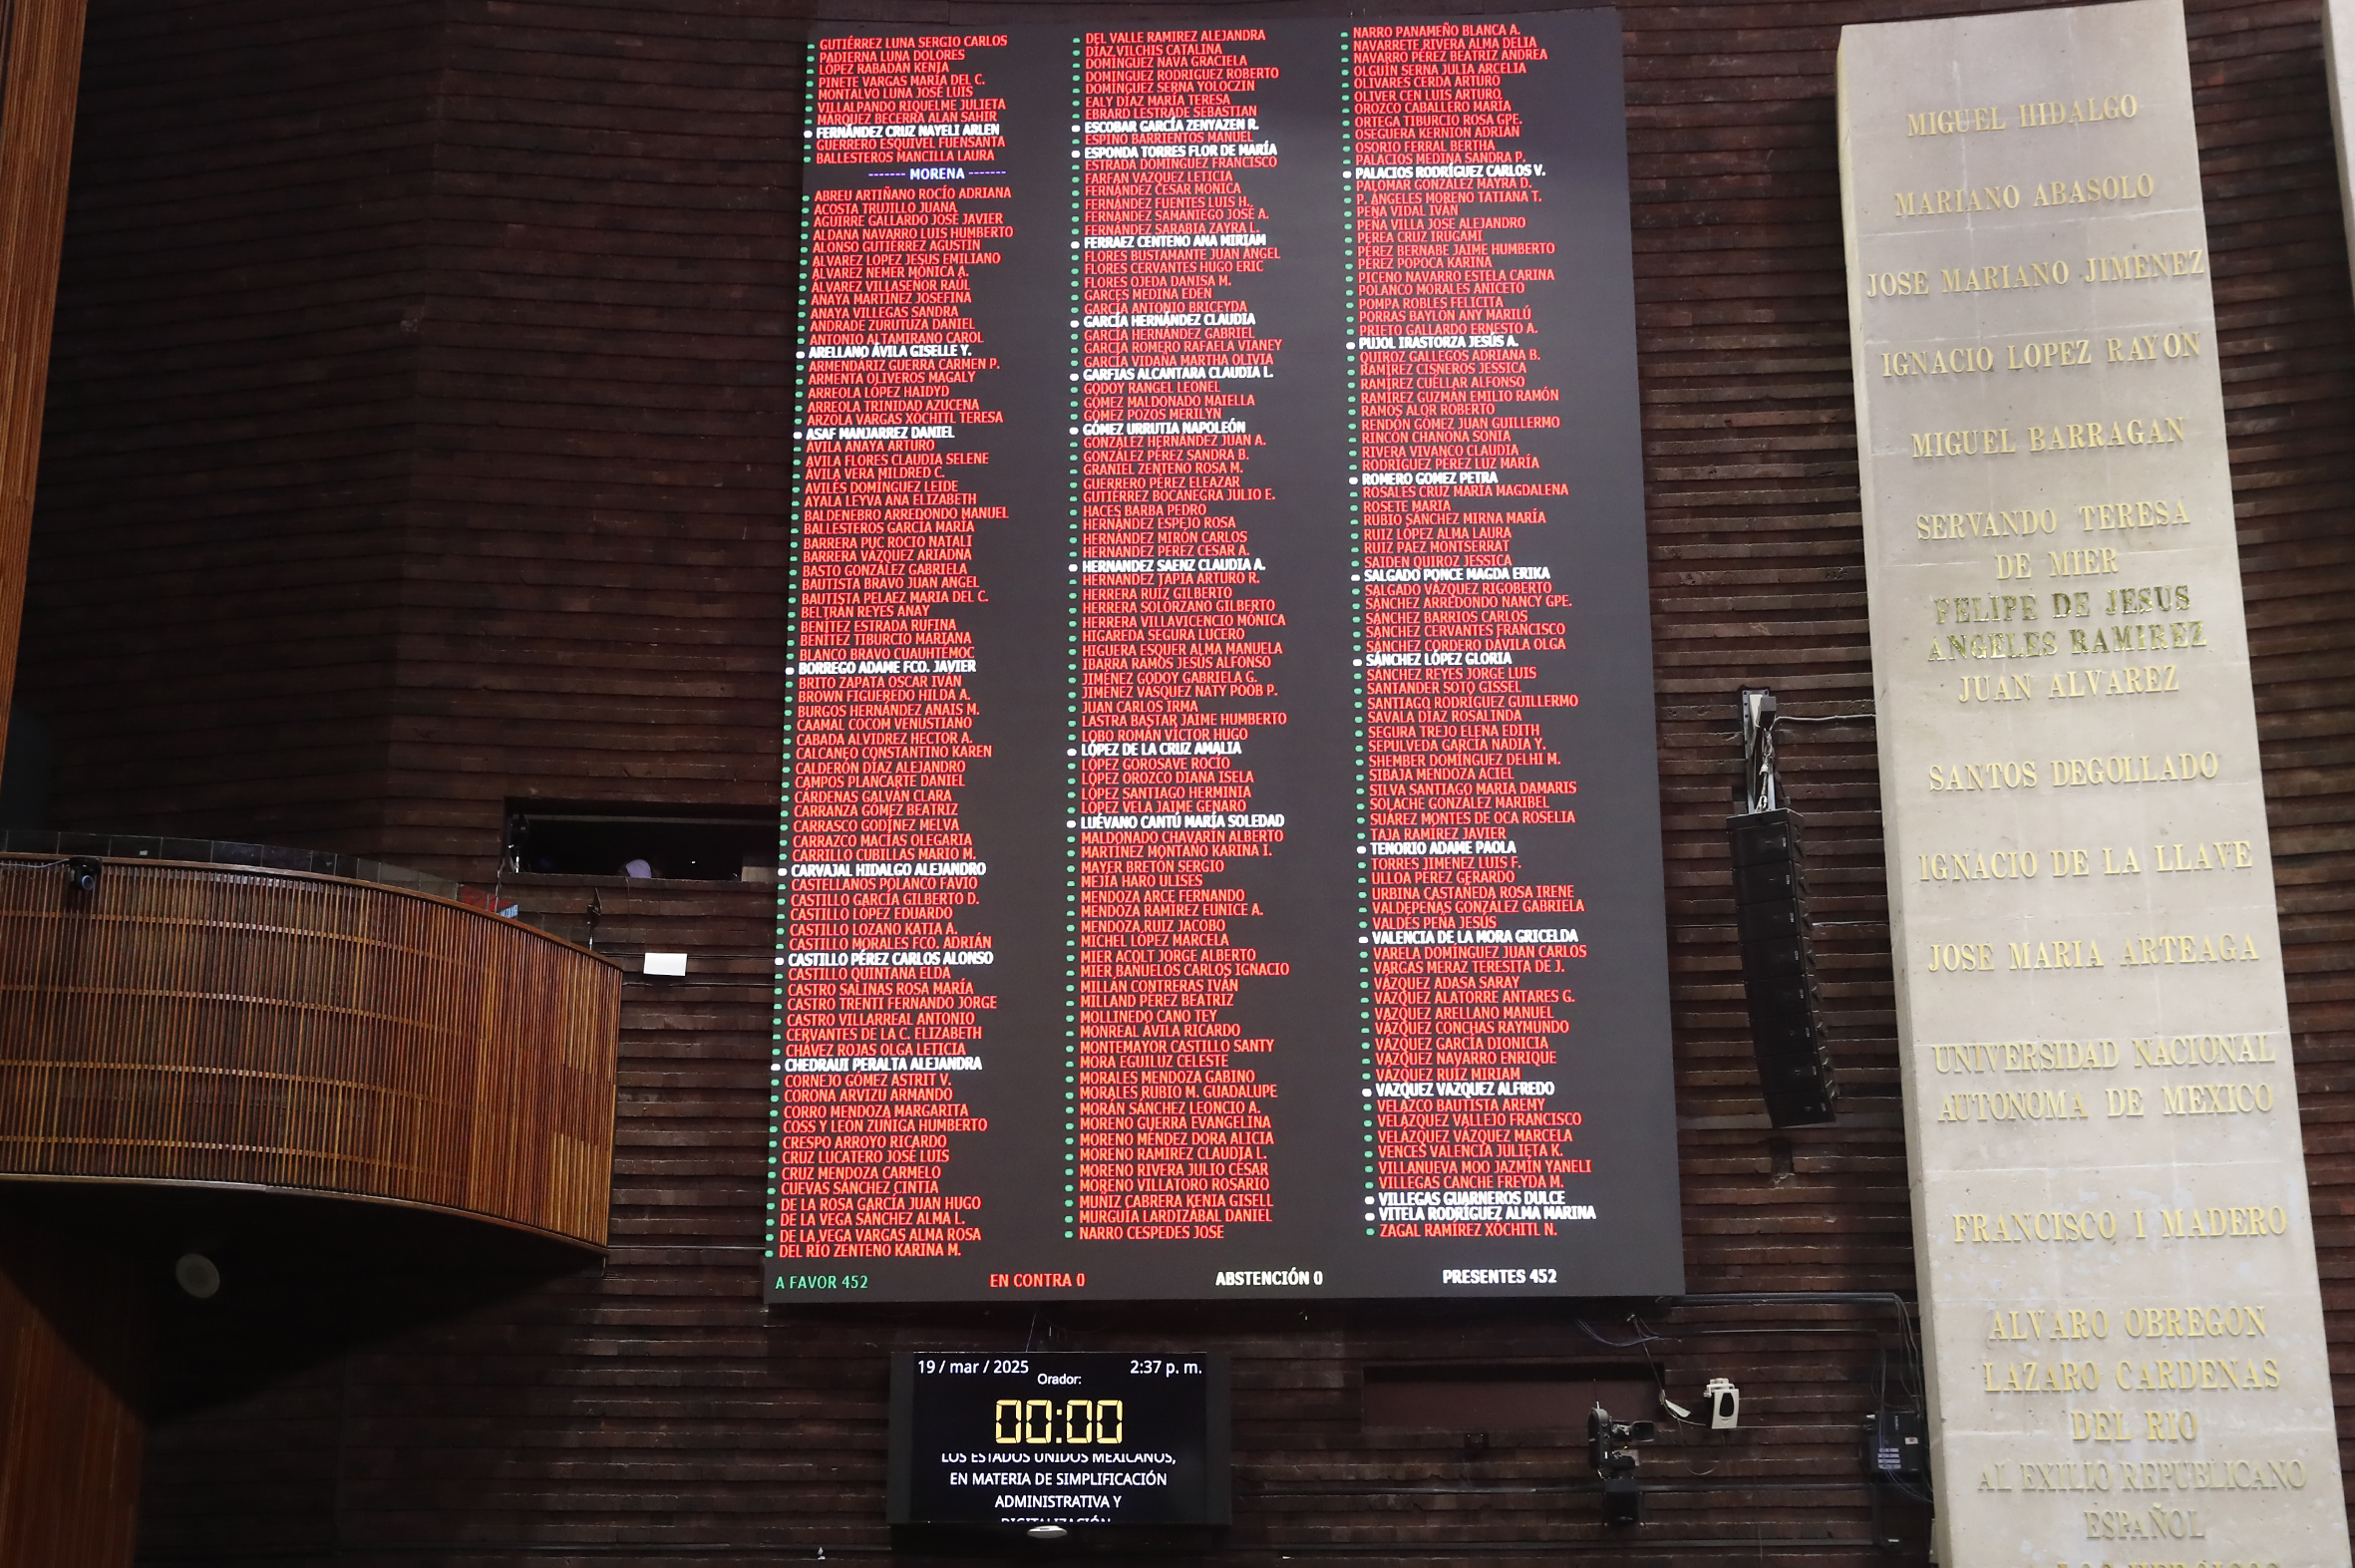 GUTIÉRREZ LUNA SERGIO CARLOS
PADIERNA LUNA DOLORES
LÓPEZ RABADÁN KENIA
PINETE VARGAS MARÍA DEL C.
MONTALVO LUNA JOSÉ LUIS
VILLALPANDO RIQUELME JULIETA
MÁRQUEZ BECERRA ALAN SAHIR
FERNÁNDEZ CRUZ NAYELI ARLEN
GUERRERO ESQUIVEL FUENSANTA
BALLESTEROS MANCILLA LAURA
------- MORENA -------
ABREU ARTIÑANO ROCÍO ADRIANA
ACOSTA TRUJILLO JUANA
AGUIRRE GALLARDO JOSÉ JAVIER
ALDANA NAVARRO LUIS HUMBERTO
ALONSO GUTIÉRREZ AGUSTÍN
ÁLVAREZ LÓPEZ JESÚS EMILIANO
ÁLVAREZ NEMER MÓNICA A.
ÁLVAREZ VILLASEÑOR RAÚL
ANAYA MARTÍNEZ JOSEFINA
ANAYA VILLEGAS SANDRA
ANDRADE ZURUTUZA DANIEL
ANTONIO ALTAMIRANO CAROL
ARELLANO ÁVILA GISELLE Y.
ARMENDÁRIZ GUERRA CARMEN P.
ARMENTA OLIVEROS MAGALY
ARREOLA LÓPEZ HAIDYD
ARREOLA TRINIDAD AZUCENA
ARZOLA VARGAS XÓCHITL TERESA
ASAF MANJARREZ DANIEL
ÁVILA ANAYA ARTURO
ÁVILA FLORES CLAUDIA SELENE
ÁVILA VERA MILDRED C.
AVILÉS DOMÍNGUEZ LEIDE
AYALA LEYVA ANA ELIZABETH
BALDENEBRO ARREDONDO MANUEL
BALLESTEROS GARCÍA MARÍA
BARRERA PUC ROCIO NATALI
BARRERA VÁZQUEZ ARIADNA
BASTO GONZÁLEZ GABRIELA
BAUTISTA BRAVO JUAN ANGEL
BAUTISTA PELAEZ MARIA DEL C.
BELTRÁN REYES ANAY
BENÍTEZ ESTRADA RUFINA
BENÍTEZ TIBURCIO MARIANA
BLANCO BRAVO CUAUHTÉMOC
BORREGO ADAME FCO. JAVIER
BRITO ZAPATA OSCAR IVÁN
BROWN FIGUEREDO HILDA A.
BURGOS HERNÁNDEZ ANAIS M.
CAAMAL COCOM VENUSTIANO
CABADA ALVIDREZ HECTOR A.
CALCÁNEO CONSTANTINO KAREN
CALDERÓN DÍAZ ALEJANDRO
CAMPOS PLANCARTE DANIEL
CÁRDENAS GALVÁN CLARA
CARRANZA GÓMEZ BEATRIZ
CARRASCO GODÍNEZ MELVA
CARRAZCO MACÍAS OLEGARIA
CARRILLO CUBILLAS MARIO M.
CARVAJAL HIDALGO ALEJANDRO
CASTELLANOS POLANCO FAVIO
CASTILLO GARCÍA GILBERTO D.
CASTILLO LÓPEZ EDUARDO
CASTILLO LOZANO KATIA A.
CASTILLO MORALES FCO. ADRIÁN
CASTILLO PÉREZ CARLOS ALONSO
CASTILLO QUINTANA ELDA
CASTRO SALINAS ROSA MARÍA
CASTRO TRENTI FERNANDO JORGE
CASTRO VILLARREAL ANTONIO
CERVANTES DE LA C. ELIZABETH
CHÁVEZ ROJAS OLGA LETICIA
CHEDRAUI PERALTA ALEJANDRA
CORNEJO GÓMEZ ASTRIT V.
CORONA ARVIZU ARMANDO
CORRO MENDOZA MARGARITA
COSS Y LEÓN ZUÑIGA HUMBERTO
CRESPO ARROYO RICARDO
CRUZ LUCATERO JOSÉ LUIS
CRUZ MENDOZA CARMELO
CUEVAS SÁNCHEZ CINTIA
DE LA ROSA GARCÍA JUAN HUGO
DE LA VEGA SÁNCHEZ ALMA L.
DE LA VEGA VARGAS ALMA ROSA
DEL RÍO ZENTENO KARINA M.
DEL VALLE RAMIREZ ALEJANDRA
DÍAZ VILCHIS CATALINA
DOMÍNGUEZ NAVA GRACIELA
DOMINGUEZ RODRIGUEZ ROBERTO
DOMÍNGUEZ SERNA YOLOCZIN
EALY DÍAZ MARÍA TERESA
EBRARD LESTRADE SEBASTIAN
ESCOBAR GARCÍA ZENYAZEN R.
ESPINO BARRIENTOS MANUEL
ESPONDA TORRES FLOR DE MARÍA
ESTRADA DOMINGUEZ FRANCISCO
FARFÁN VÁZQUEZ LETICIA
FERNÁNDEZ CÉSAR MÓNICA
FERNÁNDEZ FUENTES LUIS H.
FERNÁNDEZ SAMANIEGO JOSÉ A.
FERNÁNDEZ SARABIA ZAYRA L.
FERRAEZ CENTENO ANA MIRIAM
FLORES BUSTAMANTE JUAN ÁNGEL
FLORES CERVANTES HUGO ERIC
FLORES OJEDA DANISA M.
GARCÉS MEDINA EDEN
GARCÍA ANTONIO BRICEYDA
GARCÍA HERNÁNDEZ CLAUDIA
GARCÍA HERNÁNDEZ GABRIEL
GARCÍA ROMERO RAFAELA VIANEY
GARCÍA VIDAÑA MARTHA OLIVIA
GARFIAS ALCANTARA CLAUDIA L.
GODOY RANGEL LEONEL
GÓMEZ MALDONADO MAIELLA
GÓMEZ POZOS MERILYN
GÓMEZ URRUTIA NAPOLEÓN
GONZÁLEZ HERNÁNDEZ JUAN A.
GONZÁLEZ PÉREZ SANDRA B.
GRANIEL ZENTENO ROSA M.
GUERRERO PÉREZ ELEAZAR
GUTIÉRREZ BOCANEGRA JULIO E.
HACES BARBA PEDRO
HERNÁNDEZ ESPEJO ROSA
HERNÁNDEZ MIRÓN CARLOS
HERNANDEZ PEREZ CESAR A.
HERNANDEZ SAENZ CLAUDIA A.
HERNÁNDEZ TAPIA ARTURO R.
HERRERA RUÍZ GILBERTO
HERRERA SOLORZANO GILBERTO
HERRERA VILLAVICENCIO MÓNICA
HIGAREDA SEGURA LUCERO
HIGUERA ESQUER ALMA MANUELA
IBARRA RAMOS JESÚS ALFONSO
JIMÉNEZ GODOY GABRIELA G.
JIMÉNEZ VÁSQUEZ NATY POOB P.
JUAN CARLOS IRMA
LASTRA BASTAR JAIME HUMBERTO
LOBO ROMÁN VÍCTOR HUGO
LÓPEZ DE LA CRUZ AMALIA
LÓPEZ GOROSAVE ROCÍO
LÓPEZ OROZCO DIANA ISELA
LÓPEZ SANTIAGO HERMINIA
LÓPEZ VELA JAIME GENARO
LUÉVANO CANTÚ MARÍA SOLEDAD
MALDONADO CHAVARÍN ALBERTO
MARTÍNEZ MONTAÑO KARINA I.
MAYER BRETÓN SERGIO
MEJÍA HARO ULISES
MENDOZA ARCE FERNANDO
MENDOZA RAMIREZ EUNICE A.
MENDOZA RUIZ JACOBO
MICHEL LÓPEZ MARCELA
MIER ACOLT JORGE ALBERTO
MIER BANUELOS CARLOS IGNACIO
MILLÁN CONTRERAS IVÁN
MILLAND PÉREZ BEATRIZ
MOLLINEDO CANO TEY
MONREAL ÁVILA RICARDO
MONTEMAYOR CASTILLO SANTY
MORA EGUILUZ CELESTE
MORALES MENDOZA GABINO
MORALES RUBIO M. GUADALUPE
MORÁN SÁNCHEZ LEONCIO A.
MORENO GUERRA EVANGELINA
MORENO MÉNDEZ DORA ALICIA
MORENO RAMIREZ CLAUDIA L.
MORENO RIVERA JULIO CÉSAR
MORENO VILLATORO ROSARIO
MUÑIZ CABRERA KENIA GISELL
MURGUÍA LARDIZÁBAL DANIEL
NARRO CESPEDES JOSE
NARRO PANAMEÑO BLANCA A.
NAVARRETE RIVERA ALMA DELIA
NAVARRO PÉREZ BEATRIZ ANDREA
OLGUÍN SERNA JULIA ARCELIA
OLIVARES CERDA ARTURO
OLIVER CEN LUIS ARTURO
OROZCO CABALLERO MARÍA
ORTEGA TIBURCIO ROSA GPE.
OSEGUERA KERNION ADRIÁN
OSORIO FERRAL BERTHA
PALACIOS MEDINA SANDRA P.
PALACIOS RODRÍGUEZ CARLOS V.
PALOMAR GONZÁLEZ MAYRA D.
P. ÁNGELES MORENO TATIANA T.
PEÑA VIDAL IVÁN
PEÑA VILLA JOSE ALEJANDRO
PEREA CRUZ IRUGAMI
PÉREZ BERNABE JAIME HUMBERTO
PÉREZ POPOCA KARINA
PICENO NAVARRO ESTELA CARINA
POLANCO MORALES ANICETO
POMPA ROBLES FELICITA
PORRAS BAYLÓN ANY MARILÚ
PRIETO GALLARDO ERNESTO A.
PUJOL IRASTORZA JESÚS A.
QUIROZ GALLEGOS ADRIANA B.
RAMÍREZ CISNEROS JESSICA
RAMÍREZ CUÉLLAR ALFONSO
RAMÍREZ GUZMÁN EMILIO RAMÓN
RAMOS ALOR ROBERTO
RENDÓN GÓMEZ JUAN GUILLERMO
RINCÓN CHANONA SONIA
RIVERA VIVANCO CLAUDIA
RODRÍGUEZ PÉREZ LUZ MARÍA
ROMERO GOMEZ PETRA
ROSALES CRUZ MARÍA MAGDALENA
ROSETE MARIA
RUBIO SÁNCHEZ MIRNA MARÍA
RUIZ LÓPEZ ALMA LAURA
RUIZ PÁEZ MONTSERRAT
SAIDEN QUIROZ JESSICA
SALGADO PONCE MAGDA ERIKA
SALGADO VÁZQUEZ RIGOBERTO
SÁNCHEZ ARREDONDO NANCY GPE.
SÁNCHEZ BARRIOS CARLOS
SÁNCHEZ CERVANTES FRANCISCO
SÁNCHEZ CORDERO DÁVILA OLGA
SÁNCHEZ LÓPEZ GLORIA
SÁNCHEZ REYES JORGE LUIS
SANTANDER SOTO GISSEL
SANTIAGO RODRÍGUEZ GUILLERMO
SAVALA DÍAZ ROSALINDA
SEGURA TREJO ELENA EDITH
SEPÚLVEDA GARCÍA NADIA Y.
SHEMBER DOMÍNGUEZ DELHI M.
SIBAJA MENDOZA ACIEL
SILVA SANTIAGO MARIA DAMARIS
SOLACHE GONZÁLEZ MARIBEL
SUÁREZ MONTES DE OCA ROSELIA
TAJA RAMÍREZ JAVIER
TENORIO ADAME PAOLA
TORRES JIMENEZ LUIS F.
ULLOA PÉREZ GERARDO
URBINA CASTAÑEDA ROSA IRENE
VALDEPEÑAS GONZÁLEZ GABRIELA
VALDÉS PEÑA JESÚS
VALENCIA DE LA MORA GRICELDA
VARELA DOMÍNGUEZ JUAN CARLOS
VARGAS MERAZ TERESITA DE J.
VÁZQUEZ ADASA SARAY
VÁZQUEZ ALATORRE ANTARES G.
VÁZQUEZ ARELLANO MANUEL
VÁZQUEZ CONCHAS RAYMUNDO
VÁZQUEZ GARCÍA DIONICIA
VÁZQUEZ NAVARRO ENRIQUE
VÁZQUEZ RUÍZ MIRIAM
VAZQUEZ VAZQUEZ ALFREDO
VELAZCO BAUTISTA AREMY
VELÁZQUEZ VALLEJO FRANCISCO
VELÁZQUEZ VÁZQUEZ MARCELA
VENCES VALENCIA JULIETA K.
VILLANUEVA MOO JAZMÍN YANELI
VILLEGAS CANCHE FREYDA M.
VILLEGAS GUARNEROS DULCE
VITELA RODRÍGUEZ ALMA MARINA
ZAGAL RAMÍREZ XÓCHITL N.
A FAVOR 452 EN CONTRA 0 ABSTENCIÓN 0 PRESENTES 452
19 / mar / 2025 2:37 p. m.
Orador:
00:00
LOS ESTADOS UNIDOS MEXICANOS,
EN MATERIA DE SIMPLIFICACIÓN
ADMINISTRATIVA Y
DIGITALIZACIÓN
MIGUEL HIDALGO
MARIANO ABASOLO
JOSE MARIANO JIMENEZ
IGNACIO LOPEZ RAYON
MIGUEL BARRAGAN
SERVANDO TERESA
DE MIER
FELIPE DE JESUS
ANGELES RAMIREZ
JUAN ALVAREZ
SANTOS DEGOLLADO
IGNACIO DE LA LLAVE
JOSE MARIA ARTEAGA
UNIVERSIDAD NACIONAL
AUTONOMA DE MEXICO
FRANCISCO I MADERO
ALVARO OBREGON
LAZARO CARDENAS
DEL RIO
AL EXILIO REPUBLICANO
ESPAÑOL